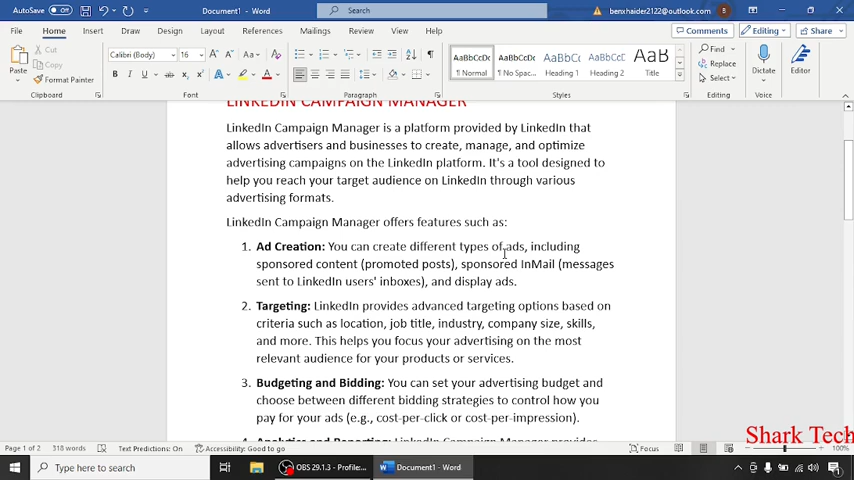 AutoSave Off
Document1 - Word
Search
benxhaider2122@outlook.com
B
File Home Insert Draw Design Layout References Mailings Review View Help
Comments Editing Share
Paste
Cut
Copy
Format Painter
Clipboard
Calibri (Body) 16
Font
Paragraph
AaBbCcDc AaBbCcDc AaBbCc AaBbCcD AaB
¶ Normal ¶ No Spac... Heading 1 Heading 2 Title
Styles
Find
Replace
Select
Editing
Dictate
Voice
Editor
Editor
LINKEDIN CAMPAIGN MANAGER
LinkedIn Campaign Manager is a platform provided by LinkedIn that
allows advertisers and businesses to create, manage, and optimize
advertising campaigns on the LinkedIn platform. It's a tool designed to
help you reach your target audience on LinkedIn through various
advertising formats.
LinkedIn Campaign Manager offers features such as:
1. Ad Creation: You can create different types of ads, including
sponsored content (promoted posts), sponsored InMail (messages
sent to LinkedIn users' inboxes), and display ads.
2. Targeting: LinkedIn provides advanced targeting options based on
criteria such as location, job title, industry, company size, skills,
and more. This helps you focus your advertising on the most
relevant audience for your products or services.
3. Budgeting and Bidding: You can set your advertising budget and
choose between different bidding strategies to control how you
pay for your ads (e.g., cost-per-click or cost-per-impression).
4. Analytics and Reporting: LinkedIn Campaign Manager provides
Shark Tech
Page 1 of 2 318 words Text Predictions: On Accessibility: Good to go Focus 100%
Type here to search
OBS 29.1.3 - Profile:...
Document1 - Word